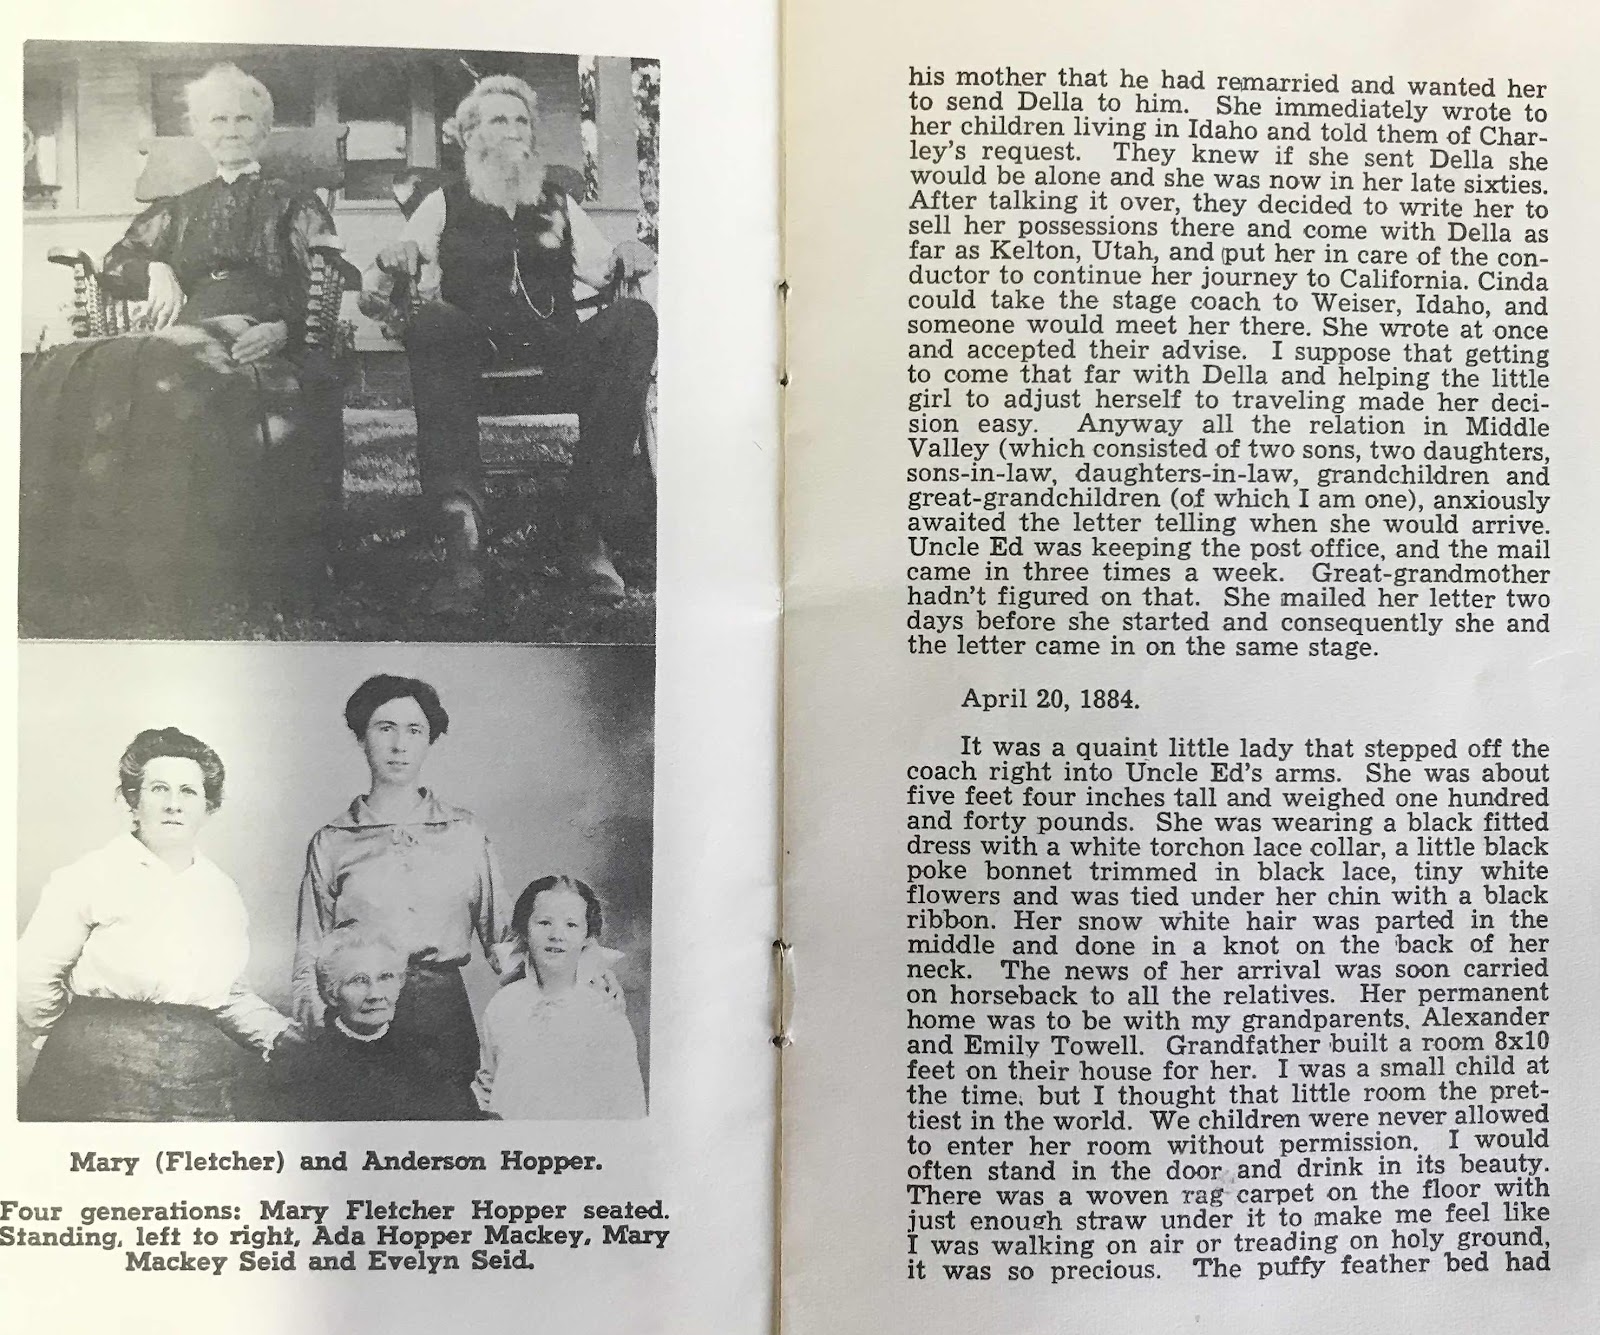 Mary (Fletcher) and Anderson Hopper.
Four generations: Mary Fletcher Hopper seated.
Standing, left to right, Ada Hopper Mackey, Mary
Mackey Seid and Evelyn Seid.
his mother that he had remarried and wanted her
to send Della to him. She immediately wrote to
her children living in Idaho and told them of Char-
ley's request. They knew if she sent Della she
would be alone and she was now in her late sixties.
After talking it over, they decided to write her to
sell her possessions there and come with Della as
far as Kelton, Utah, and put her in care of the con-
ductor to continue her journey to California. Cinda
could take the stage coach to Weiser, Idaho, and
someone would meet her there. She wrote at once
and accepted their advise. I suppose that getting
to come that far with Della and helping the little
girl to adjust herself to traveling made her deci-
sion easy. Anyway all the relation in Middle
Valley (which consisted of two sons, two daughters,
sons-in-law, daughters-in-law, grandchildren and
great-grandchildren (of which I am one), anxiously
awaited the letter telling when she would arrive.
Uncle Ed was keeping the post office, and the mail
came in three times a week. Great-grandmother
hadn't figured on that. She mailed her letter two
days before she started and consequently she and
the letter came in on the same stage.
April 20, 1884.
It was a quaint little lady that stepped off the
coach right into Uncle Ed's arms. She was about
five feet four inches tall and weighed one hundred
and forty pounds. She was wearing a black fitted
dress with a white torchon lace collar, a little black
poke bonnet trimmed in black lace, tiny white
flowers and was tied under her chin with a black
ribbon. Her snow white hair was parted in the
middle and done in a knot on the back of her
neck. The news of her arrival was soon carried
on horseback to all the relatives. Her permanent
home was to be with my grandparents, Alexander
and Emily Towell. Grandfather built a room 8x10
feet on their house for her. I was a small child at
the time, but I thought that little room the pret-
tiest in the world. We children were never allowed
to enter her room without permission. I would
often stand in the door and drink in its beauty.
There was a woven rag carpet on the floor with
just enough straw under it to make me feel like
I was walking on air or treading on holy ground,
it was so precious. The puffy feather bed had